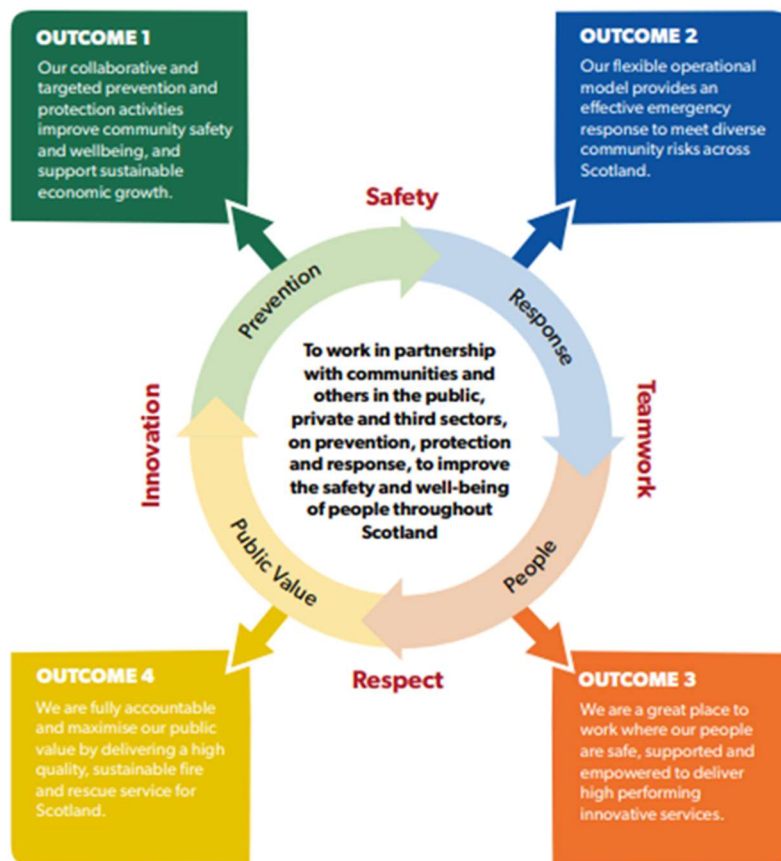 OUTCOME 1
Our collaborative and
targeted prevention and
protection activities
improve community safety
and wellbeing, and
support sustainable
economic growth.
OUTCOME 2
Our flexible operational
model provides an
effective emergency
response to meet diverse
community risks across
Scotland.
Safety
Prevention
Response
Innovation
To work in partnership
with communities and
others in the public,
private and third sectors,
on prevention, protection
and response, to improve
the safety and well-being
of people throughout
Scotland
Teamwork
Public Value
People
Respect
OUTCOME 4
We are fully accountable
and maximise our public
value by delivering a high
quality, sustainable fire
and rescue service for
Scotland.
OUTCOME 3
We are a great place to
work where our people
are safe, supported and
empowered to deliver
high performing
innovative services.